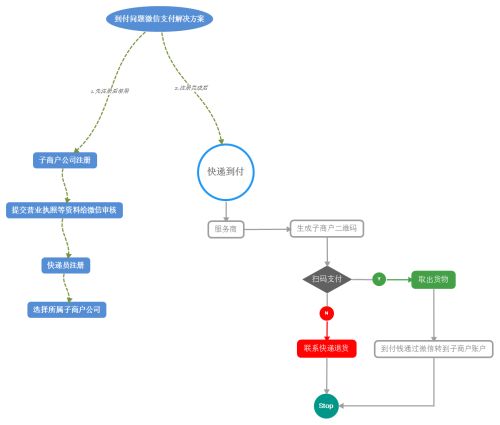 到付问题微信支付解决方案
1.先注册后使用
2.注册完成后
子商户公司注册
快递到付
提交营业执照等资料给微信审核
服务商
生成子商户二维码
快递员注册
扫码支付
Y
取出货物
选择所属子商户公司
N
联系快递退货
到付钱通过微信转到子商户账户
Stop